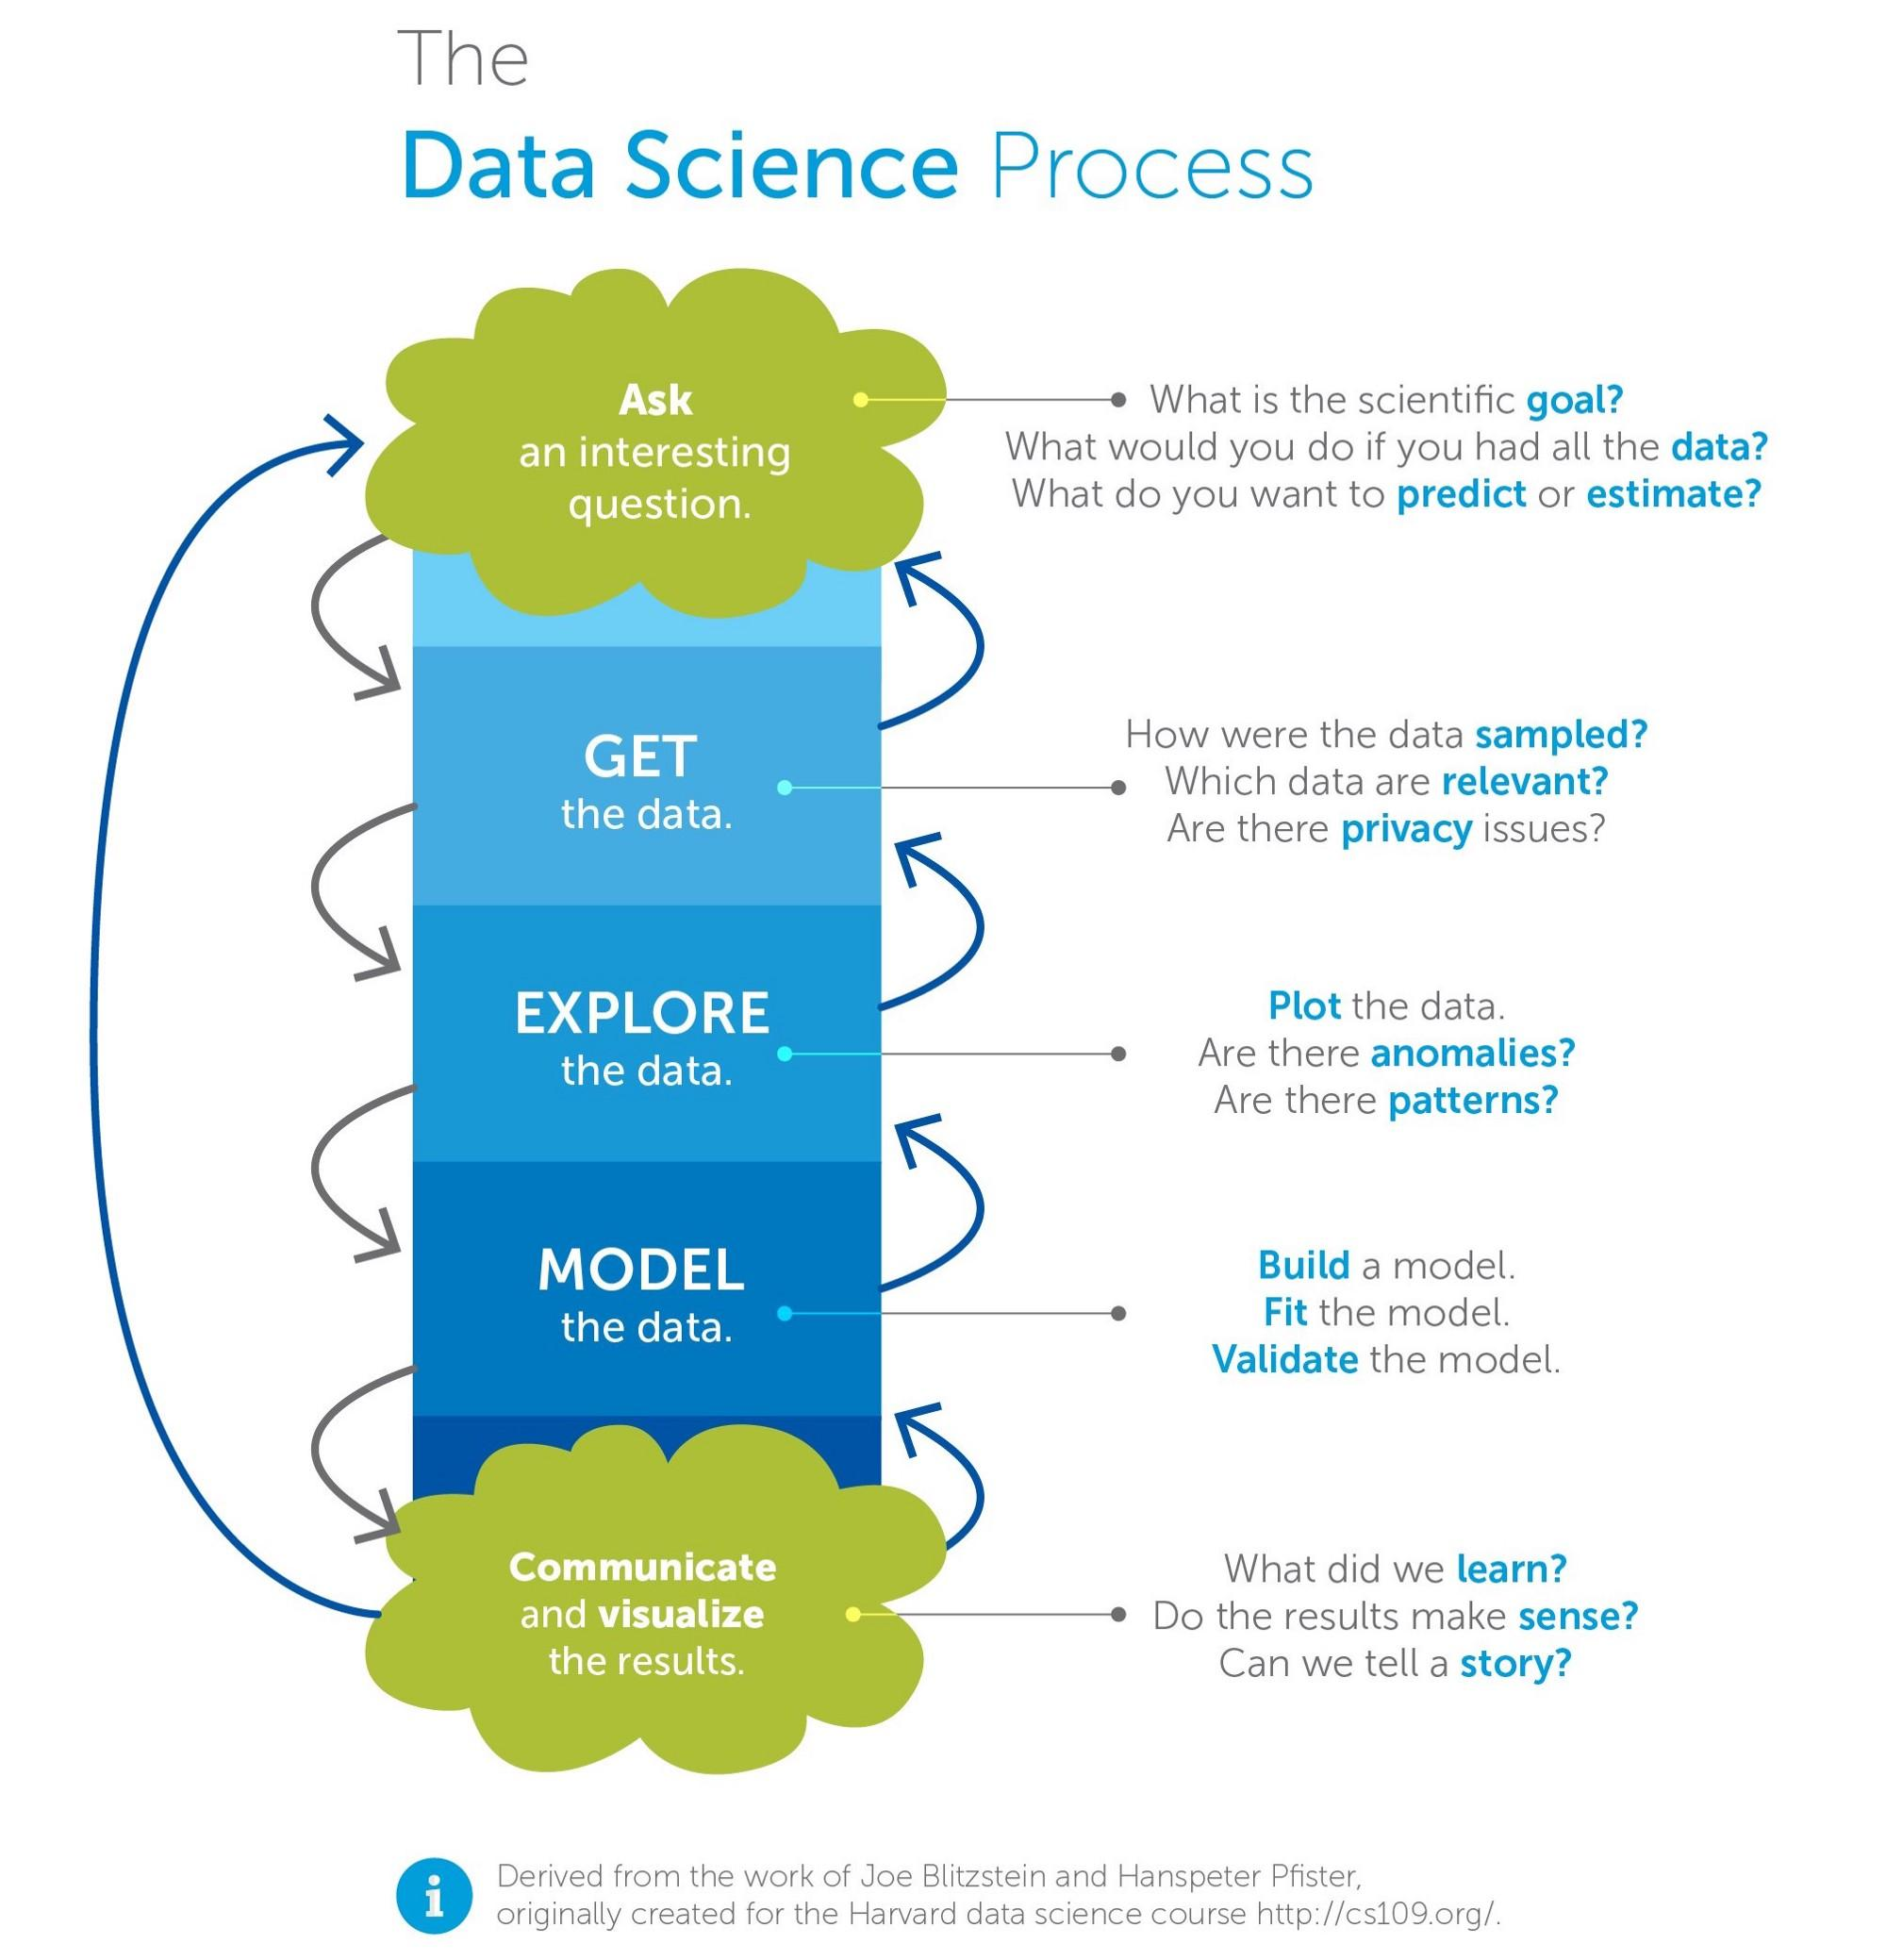 The
Data Science Process
Ask
an interesting
question.
What is the scientific goal?
What would you do if you had all the data?
What do you want to predict or estimate?
GET
the data.
How were the data sampled?
Which data are relevant?
Are there privacy issues?
EXPLORE
the data.
Plot the data.
Are there anomalies?
Are there patterns?
MODEL
the data.
Build a model.
Fit the model.
Validate the model.
Communicate
and visualize
the results.
What did we learn?
Do the results make sense?
Can we tell a story?
i
Derived from the work of Joe Blitzstein and Hanspeter Pfister,
originally created for the Harvard data science course http://cs109.org/.